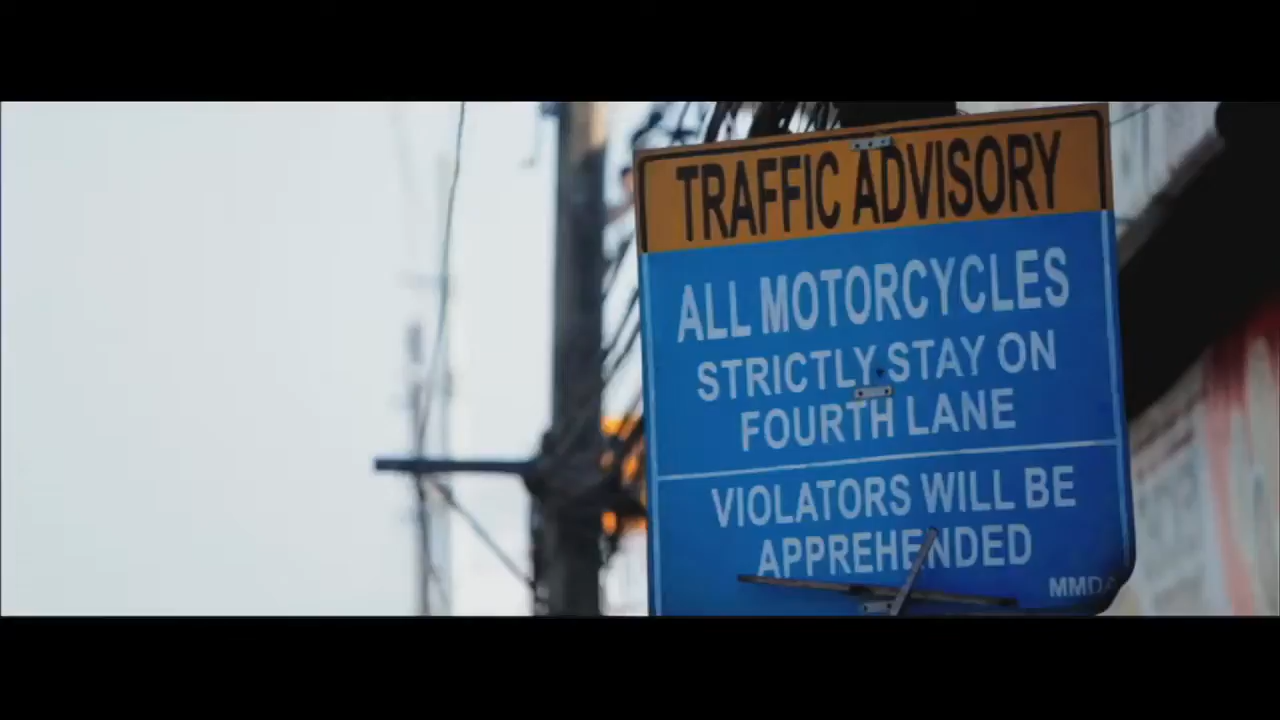 TRAFFIC ADVISORY
ALL MOTORCYCLES
STRICTLY STAY ON
FOURTH LANE
VIOLATORS WILL BE
APPREHENDED
MMDA